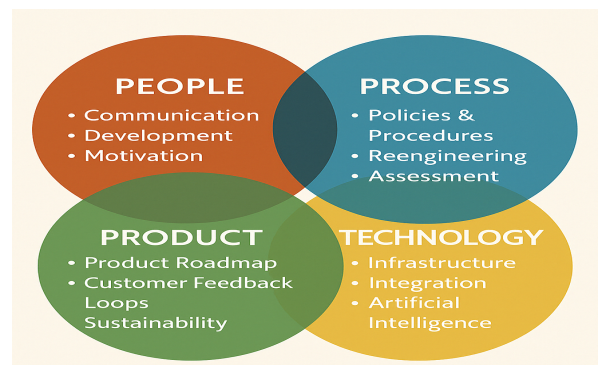 PEOPLE
• Communication
• Development
• Motivation
PROCESS
• Policies &
Procedures
• Reengineering
• Assessment
PRODUCT
• Product Roadmap
• Customer Feedback
Loops
Sustainability
TECHNOLOGY
• Infrastructure
• Integration
• Artificial
Intelligence